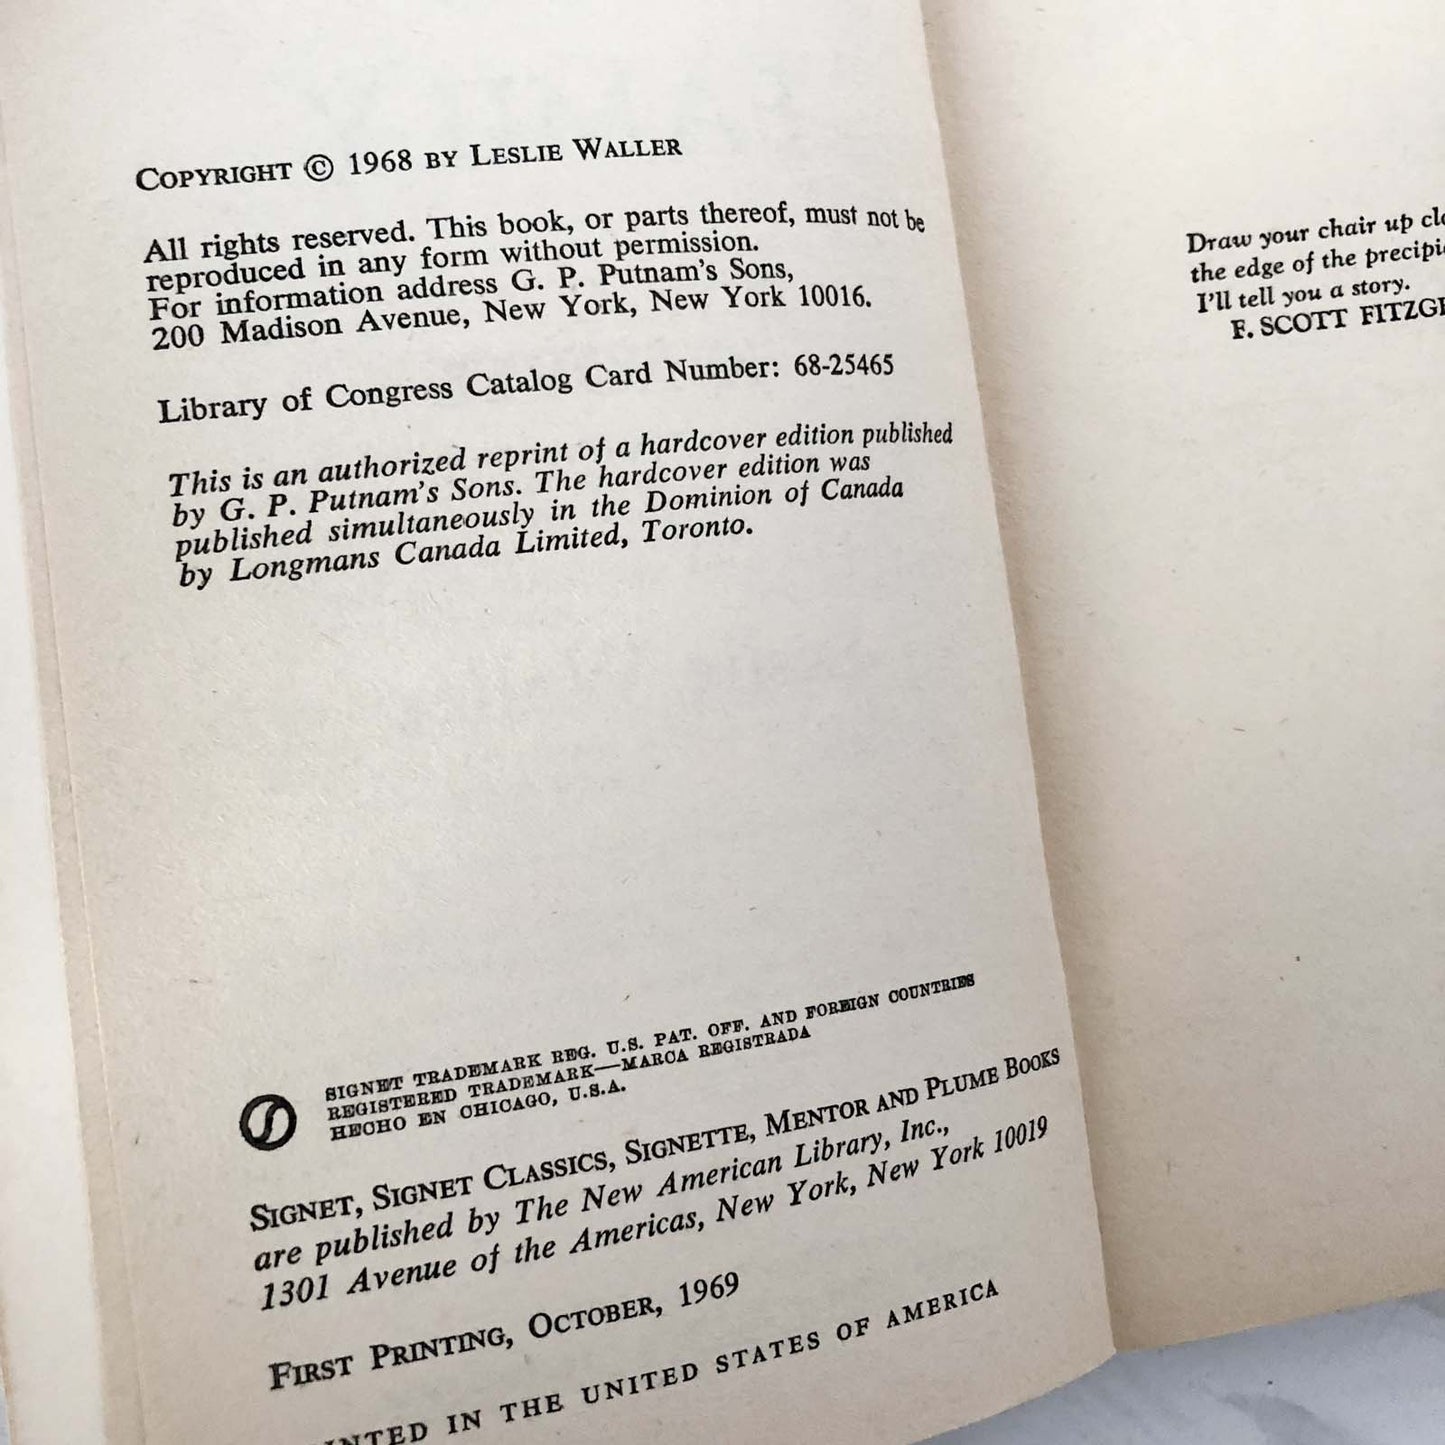 COPYRIGHT © 1968 BY LESLIE WALLER
All rights reserved. This book, or parts thereof, must not be
reproduced in any form without permission.
For information address G. P. Putnam's Sons,
200 Madison Avenue, New York, New York 10016.
Library of Congress Catalog Card Number: 68-25465
This is an authorized reprint of a hardcover edition published
by G. P. Putnam's Sons. The hardcover edition was
published simultaneously in the Dominion of Canada
by Longmans Canada Limited, Toronto.
SIGNET TRADEMARK REG. U.S. PAT. OFF. AND FOREIGN COUNTRIES
REGISTERED TRADEMARK—MARCA REGISTRADA
HECHO EN CHICAGO, U.S.A.
SIGNET, SIGNET CLASSICS, SIGNETTE, MENTOR AND PLUME BOOKS
are published by The New American Library, Inc.,
1301 Avenue of the Americas, New York, New York 10019
FIRST PRINTING, OCTOBER, 1969
IN THE UNITED STATES OF AMERICA
Draw your chair up
the edge of the
I'll tell you a story.
F. SCOTT